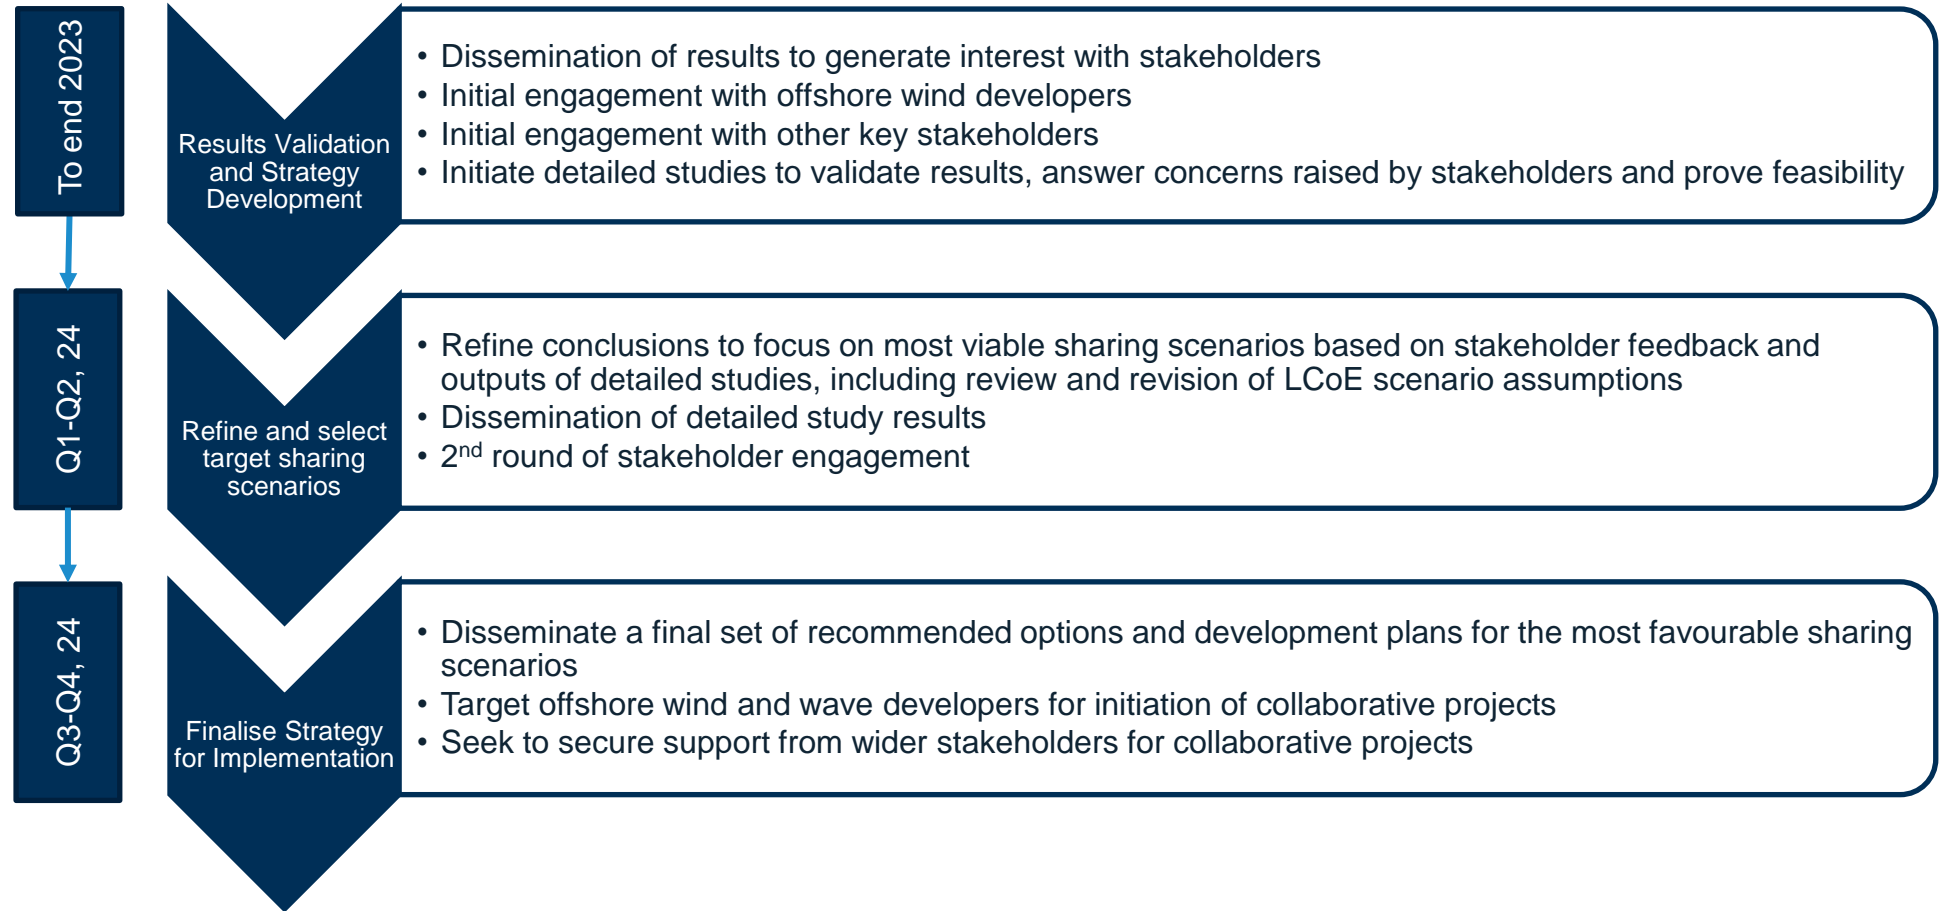 To end 2023
Results Validation
and Strategy
Development
• Dissemination of results to generate interest with stakeholders
• Initial engagement with offshore wind developers
• Initial engagement with other key stakeholders
• Initiate detailed studies to validate results, answer concerns raised by stakeholders and prove feasibility
Q1-Q2, 24
Refine and select
target sharing
scenarios
• Refine conclusions to focus on most viable sharing scenarios based on stakeholder feedback and
outputs of detailed studies, including review and revision of LCoE scenario assumptions
• Dissemination of detailed study results
• 2nd round of stakeholder engagement
Q3-Q4, 24
Finalise Strategy
for Implementation
• Disseminate a final set of recommended options and development plans for the most favourable sharing
scenarios
• Target offshore wind and wave developers for initiation of collaborative projects
• Seek to secure support from wider stakeholders for collaborative projects